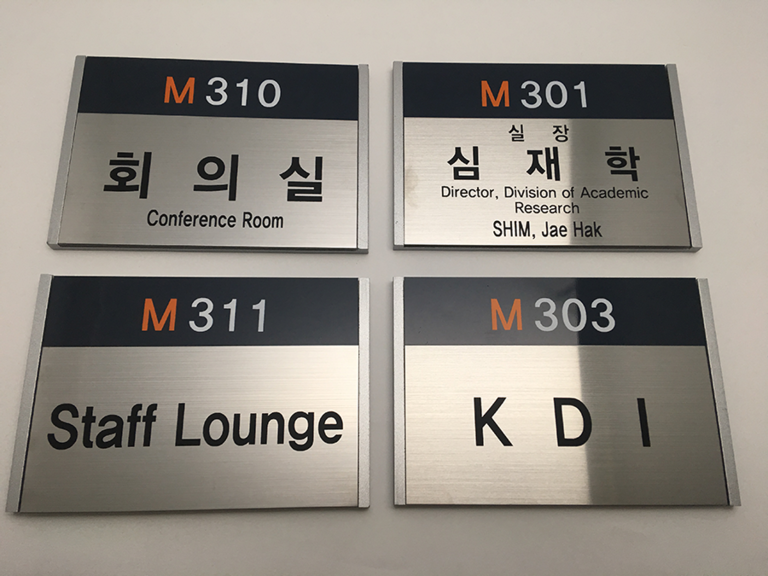 M 310
회 의 실
Conference Room
M 301
실 장
심 재 학
Director, Division of Academic
Research
SHIM, Jae Hak
M 311
Staff Lounge
M 303
K D I